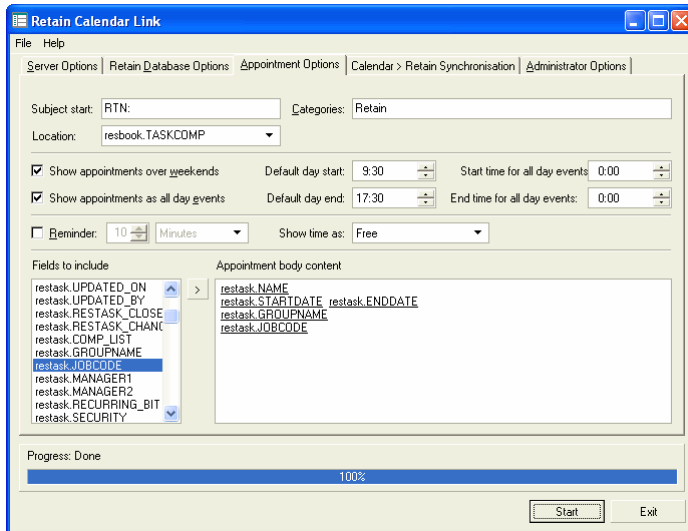 Retain Calendar Link
File Help
Server Options Retain Database Options Appointment Options Calendar > Retain Synchronisation Administrator Options
Subject start: RTN: Categories: Retain
Location: resbook.TASKCOMP
Show appointments over weekends Default day start: 9:30 Start time for all day events 0:00
Show appointments as all day events Default day end: 17:30 End time for all day events: 0:00
Reminder: 10 Minutes Show time as: Free
Fields to include Appointment body content
restask.UPDATED_ON
restask.UPDATED_BY
restask.RESTASK_CLOSE
restask.RESTASK_CHANG
restask.COMP_LIST
restask.GROUPNAME
restask.JOBCODE
restask.MANAGER1
restask.MANAGER2
restask.RECURRING_BIT
restask.SECURITY
>
restask.NAME
restask.STARTDATE restask.ENDDATE
restask.GROUPNAME
restask.JOBCODE
Progress: Done
100%
Start Exit